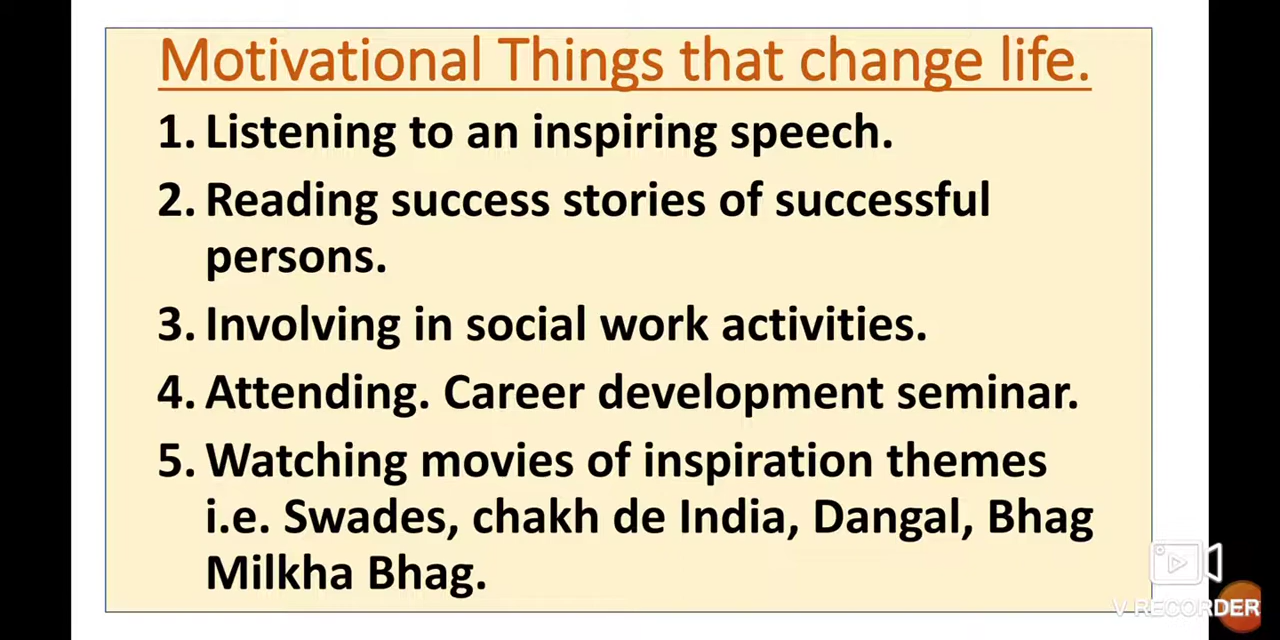 Motivational Things that change life.
1. Listening to an inspiring speech.
2. Reading success stories of successful
persons.
3. Involving in social work activities.
4. Attending. Career development seminar.
5. Watching movies of inspiration themes
i.e. Swades, chakh de India, Dangal, Bhag
Milkha Bhag.
V RECORDER